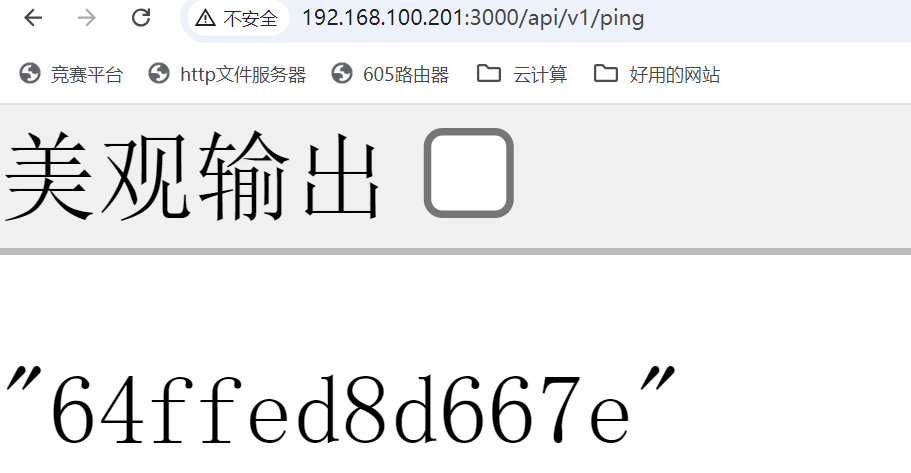 不安全 192.168.100.201:3000/api/v1/ping
竞赛平台 http文件服务器 605路由器 云计算 好用的网站
美观输出
"64ffed8d667e"